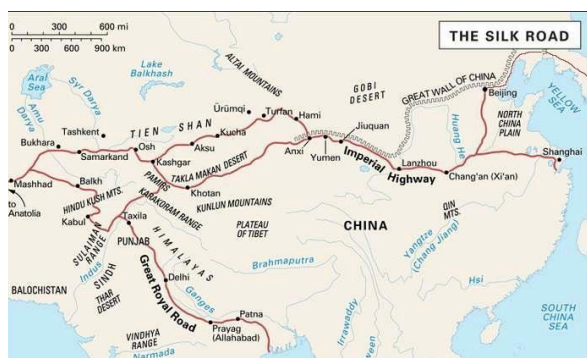 0 300 600 mi
0 300 600 900 km
THE SILK ROAD
Lake
Balkhash
ALTAI MOUNTAINS
GOBI
DESERT
GREAT WALL OF CHINA
Beijing
YELLOW
SEA
Aral
Sea
Syr Darya
Amu
Darya
Ürümqi
Turfan
Hami
TIEN SHAN
Tashkent
Kucha
Jiuquan
Huang He
NORTH
CHINA
PLAIN
Bukhara
Osh
Aksu
Samarkand
Kashgar
Anxi
Yumen
Imperial Highway
Shanghai
TAKLA MAKAN DESERT
Lanzhou
Chang'an (Xi'an)
Mashhad
Balkh
PAMIRS
Khotan
to
Anatolia
HINDU KUSH MTS.
KARAKORAM RANGE
KUNLUN MOUNTAINS
QIN
MTS.
Kabul
Taxila
PLATEAU
OF TIBET
CHINA
SULAIMAN
RANGE
PUNJAB
HIMALAYAS
Yangtze
(Chang Jiang)
Indus
Brahmaputra
Hsi
BALOCHISTAN
SINDH
Delhi
THAR
DESERT
Great Royal Road
Ganges
Patna
Irrawaddy
SOUTH
CHINA
SEA
VINDHYA
RANGE
Prayag
(Allahabad)
Narmada